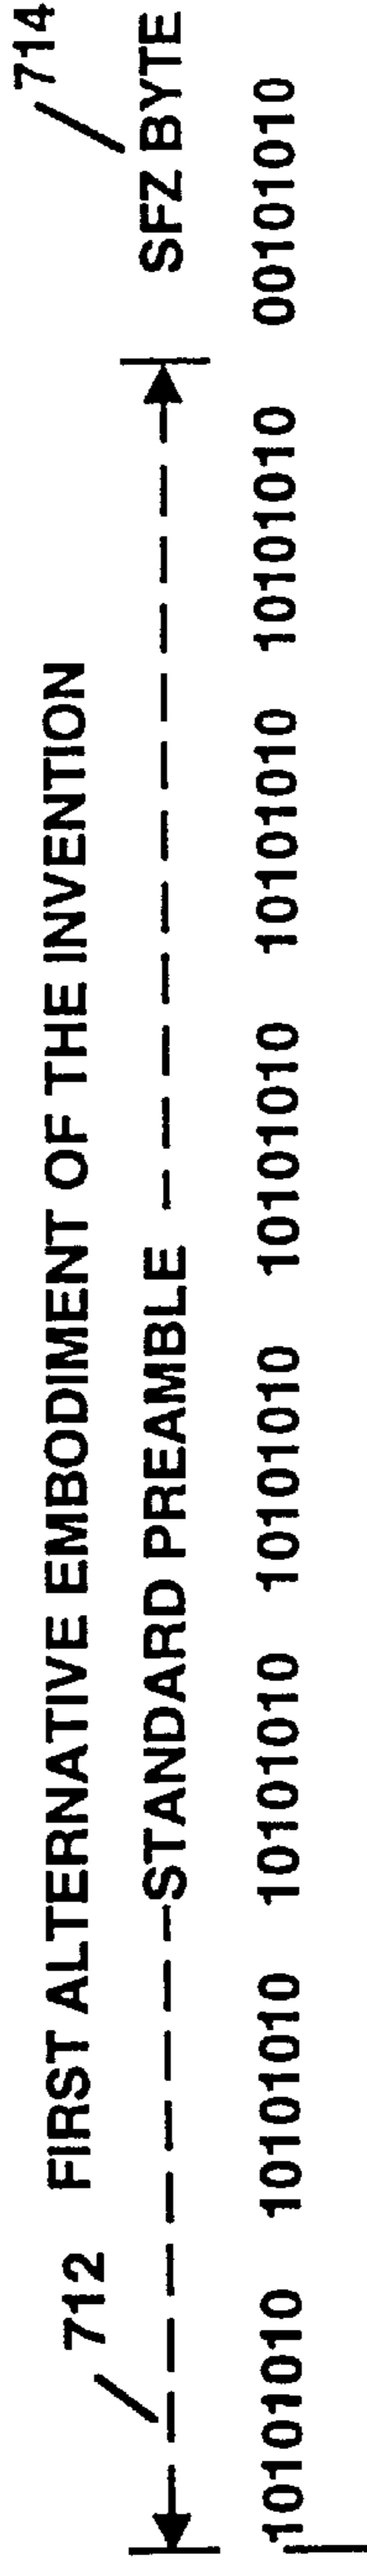 714
712 FIRST ALTERNATIVE EMBODIMENT OF THE INVENTION
STANDARD PREAMBLE SFZ BYTE
10101010 10101010 10101010 10101010 10101010 10101010 10101010 00101010